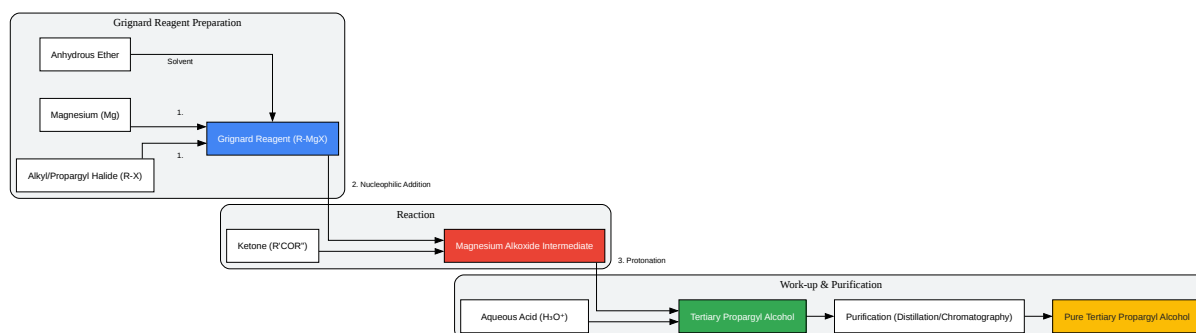 Grignard Reagent Preparation
Anhydrous Ether
Solvent
Magnesium (Mg)
1.
Grignard Reagent (R-MgX)
1.
Alkyl/Propargyl Halide (R-X)
2. Nucleophilic Addition
Reaction
Ketone (R'COR")
Magnesium Alkoxide Intermediate
3. Protonation
Work-up & Purification
Aqueous Acid (H₃O⁺)
Tertiary Propargyl Alcohol
Purification (Distillation/Chromatography)
Pure Tertiary Propargyl Alcohol